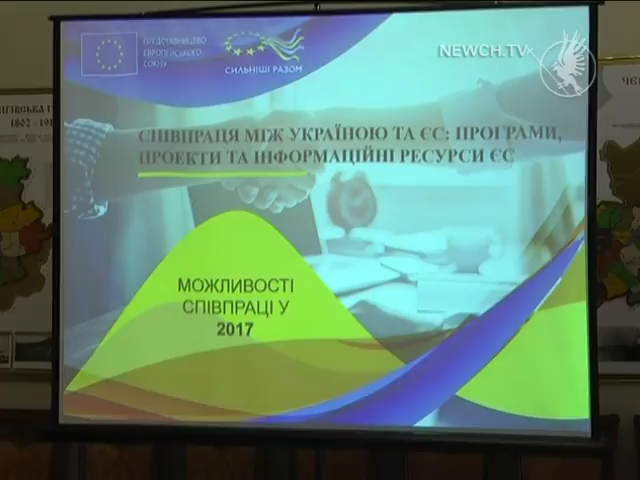 ПРЕДСТАВНИЦТВО
ЄВРОПЕЙСЬКОГО
СОЮЗУ
СИЛЬНІШІ РАЗОМ
NEWCH.TV
СПІВПРАЦЯ МІЖ УКРАЇНОЮ ТА ЄС: ПРОГРАМИ,
ПРОЕКТИ ТА ІНФОРМАЦІЙНІ РЕСУРСИ ЄС
МОЖЛИВОСТІ
СПІВПРАЦІ У
2017